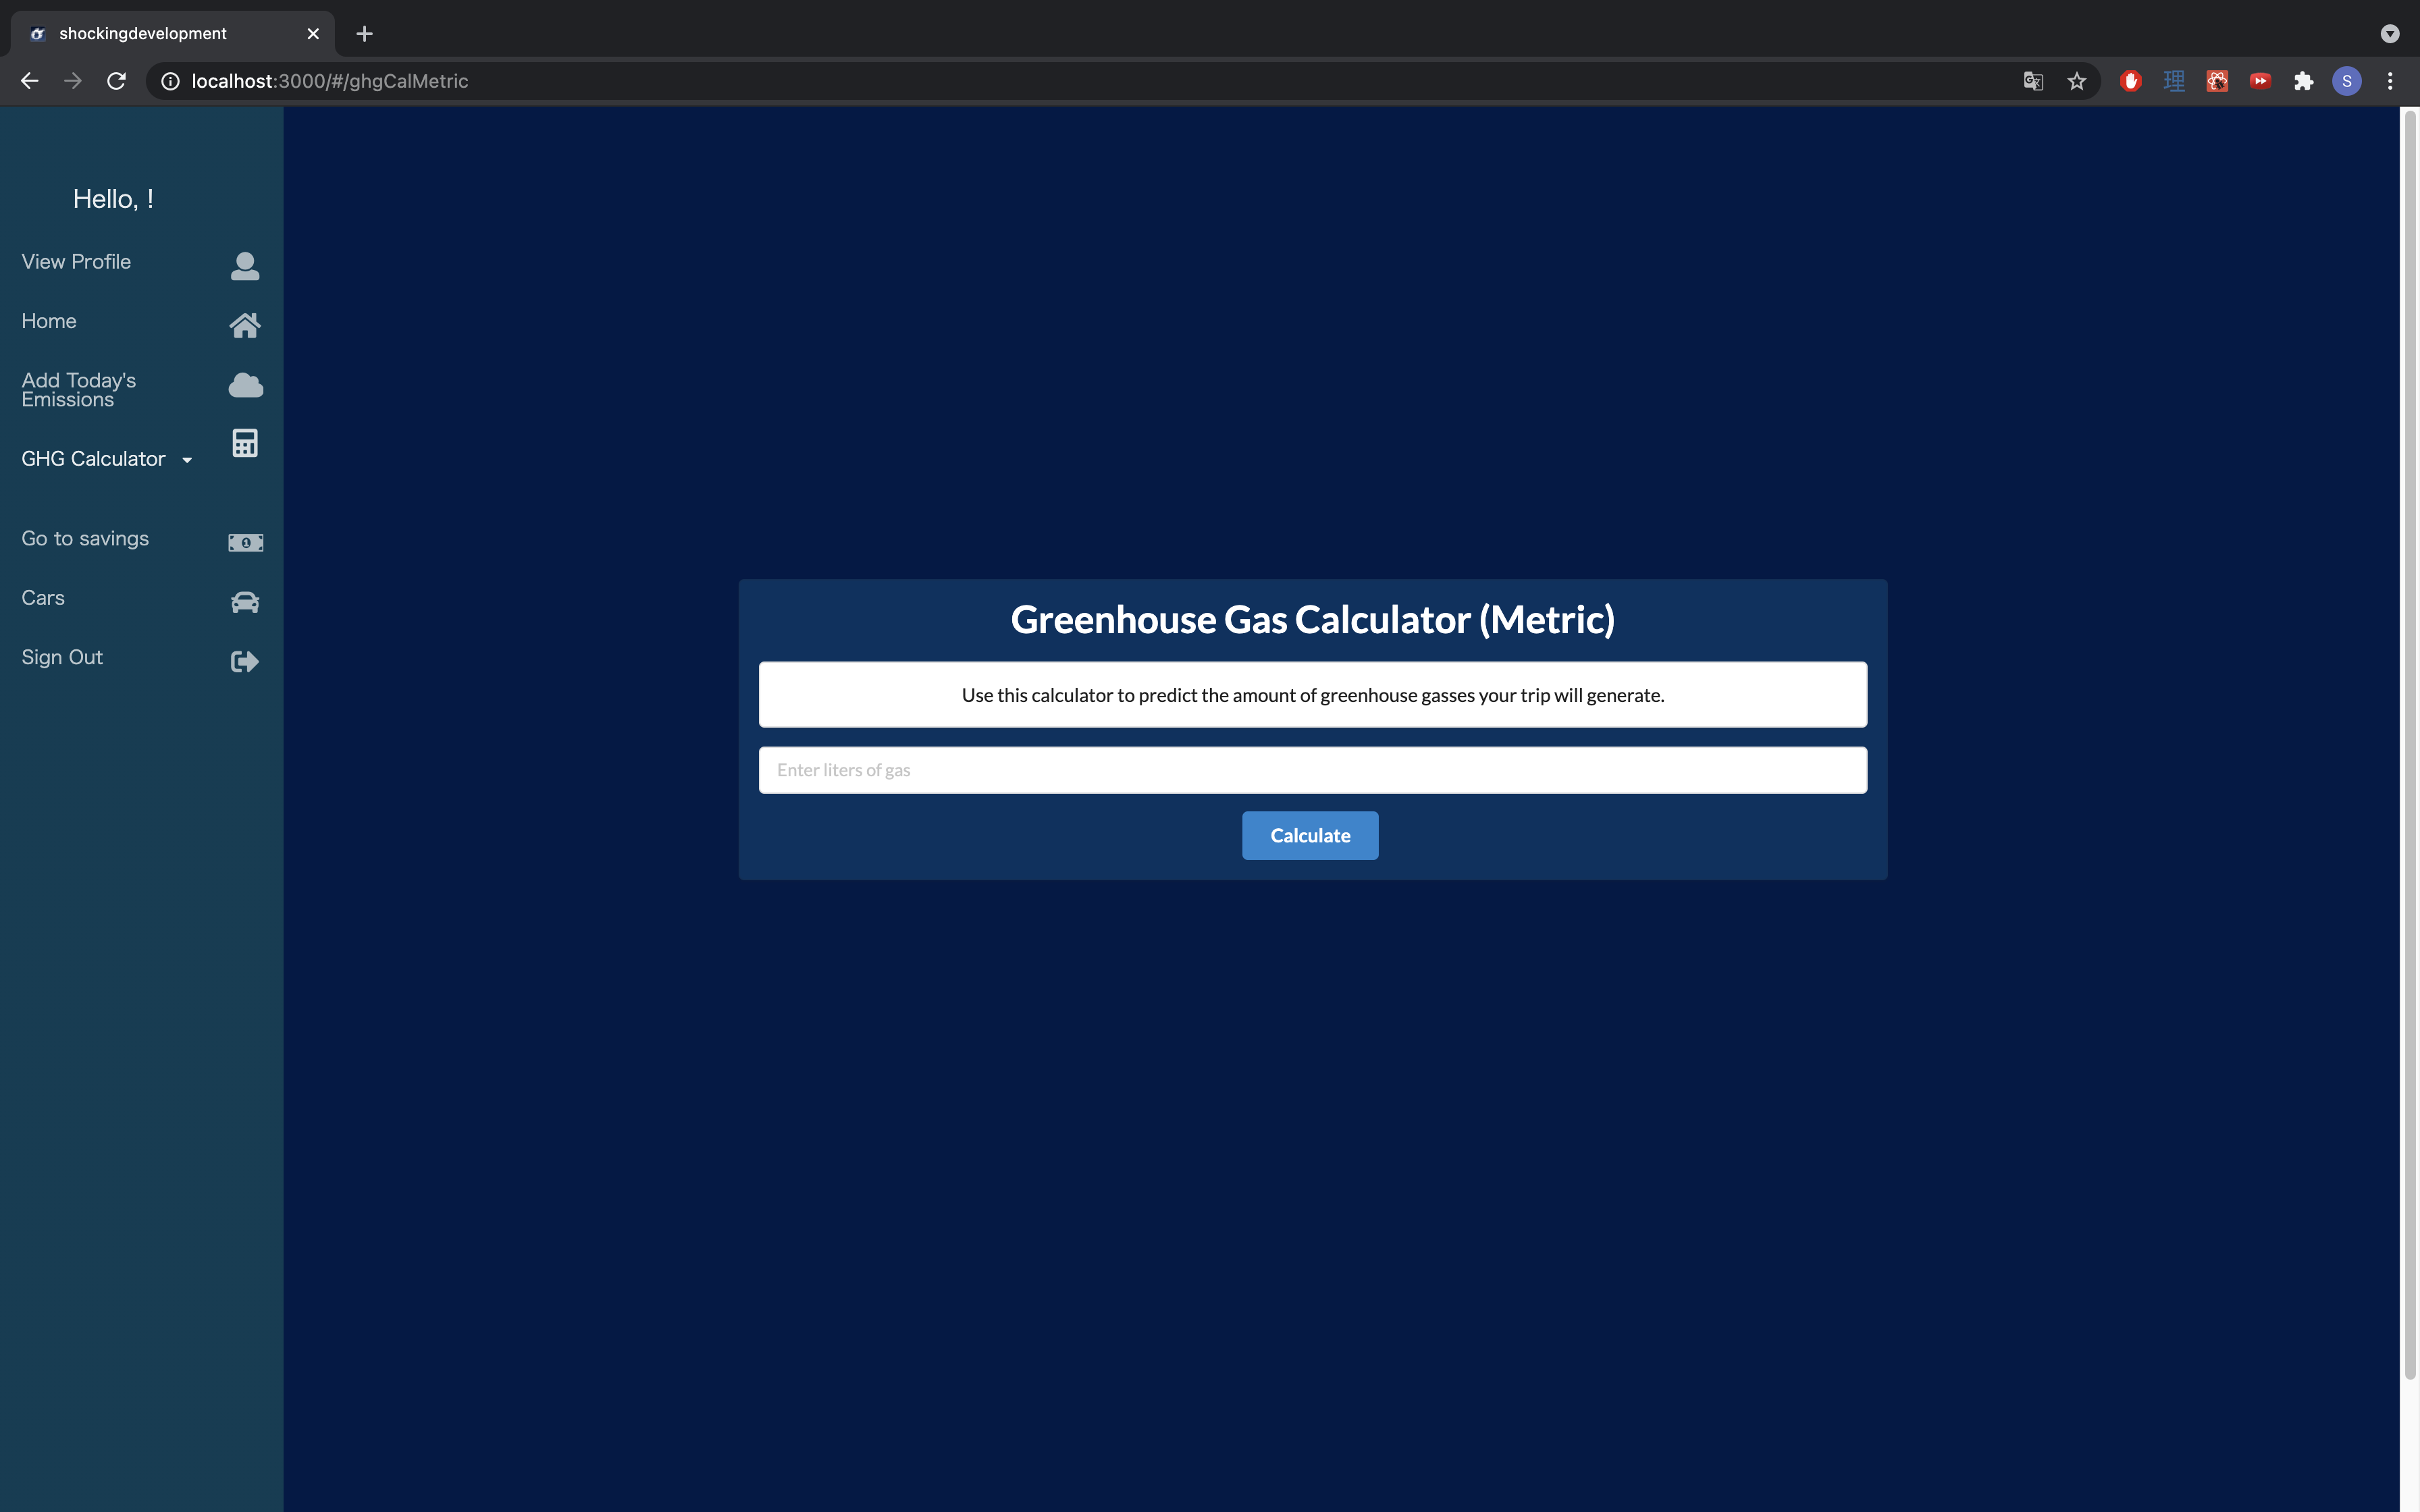 shockingdevelopment
localhost:3000/#/ghgCalMetric
理
S
Hello, !
View Profile
Home
Add Today's
Emissions
GHG Calculator
Go to savings
1
Cars
Sign Out
Greenhouse Gas Calculator (Metric)
Use this calculator to predict the amount of greenhouse gasses your trip will generate.
Enter liters of gas
Calculate